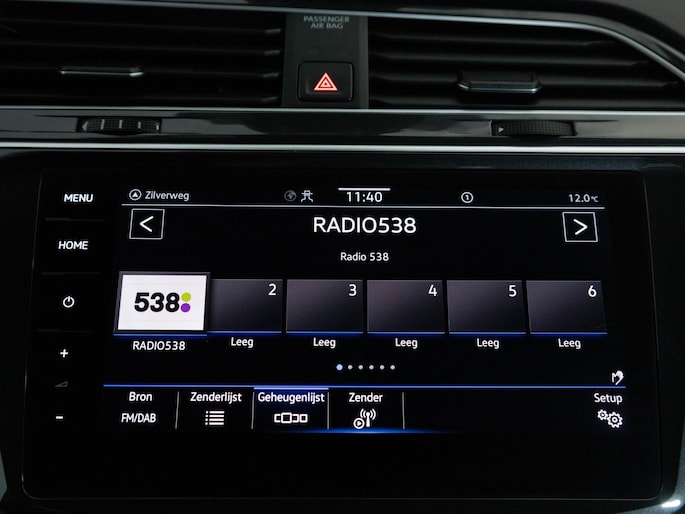 PASSENGER
AIR BAG
MENU
HOME
Zilverweg
11:40
1
12.0°C
RADIO538
Radio 538
538
2
3
4
5
6
RADIO538
Leeg
Leeg
Leeg
Leeg
Leeg
Bron
Zenderlijst
Geheugenlijst
Zender
Setup
FM/DAB